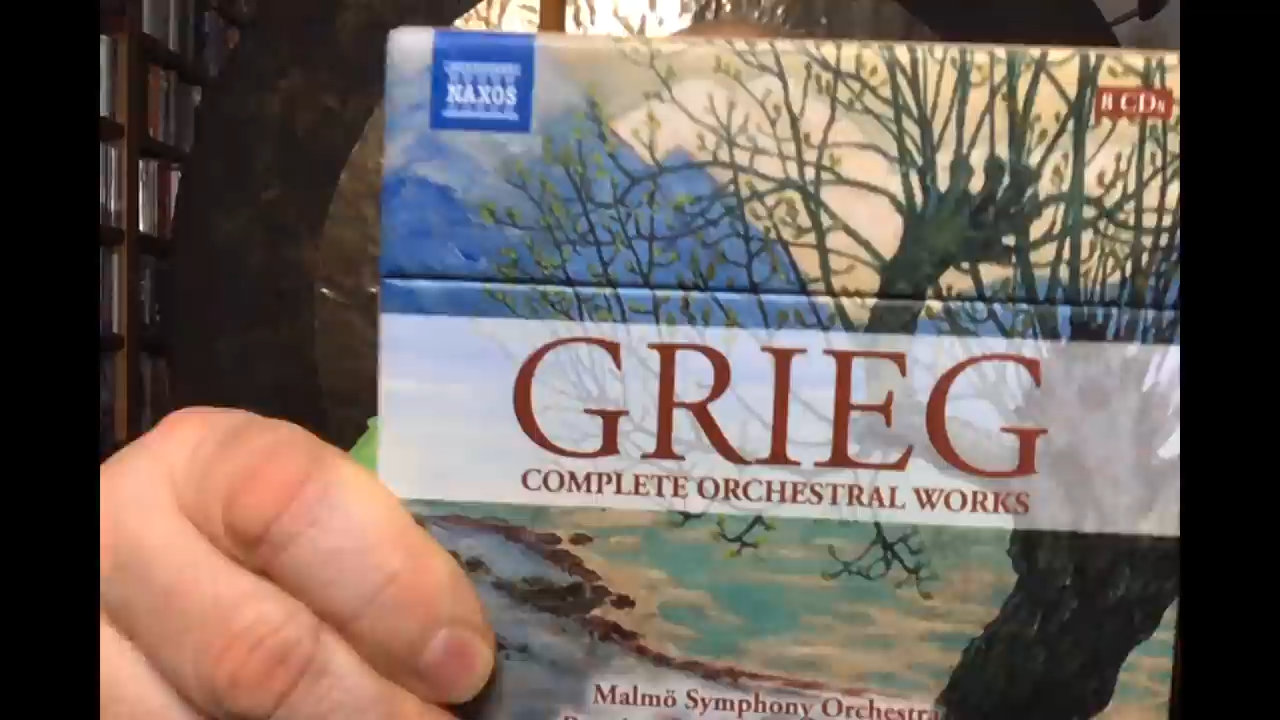 NAXOS
8 CDs
GRIEG
COMPLETE ORCHESTRAL WORKS
Malmö Symphony Orchestra